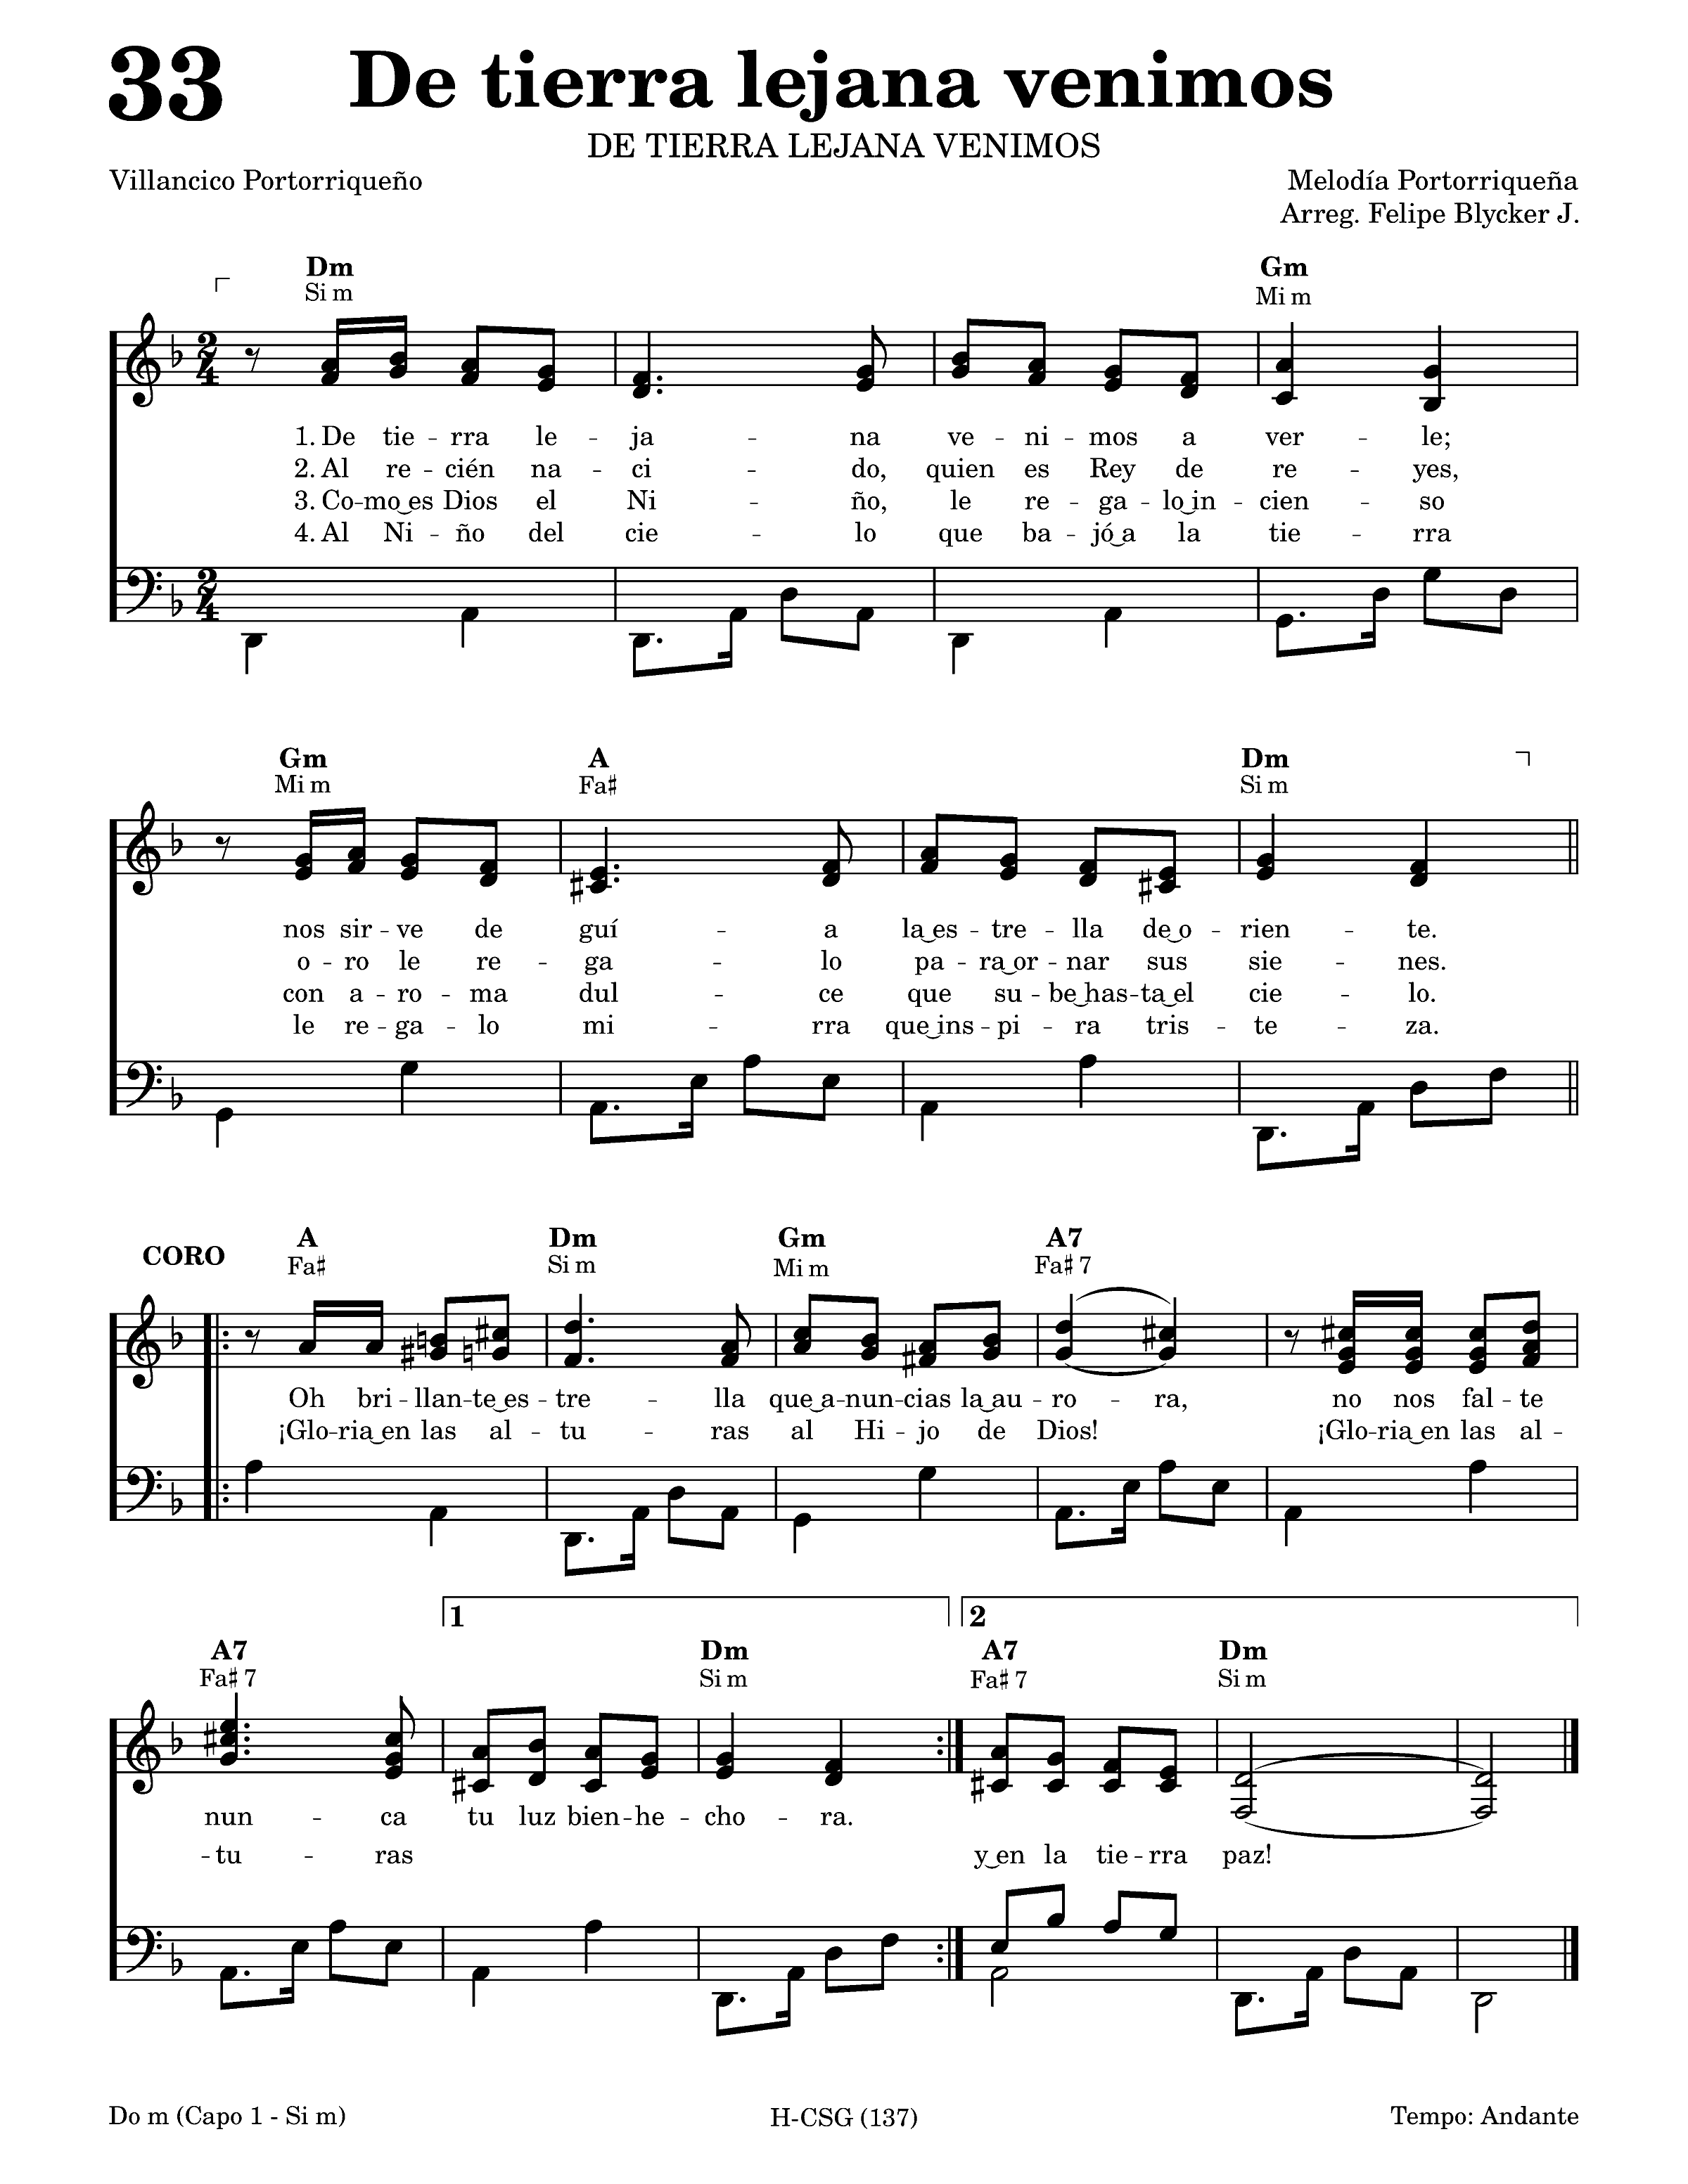 33
De tierra lejana venimos
DE TIERRA LEJANA VENIMOS
Villancico Portorriqueño
Melodía Portorriqueña
Arreg. Felipe Blycker J.
Dm Gm
Si m Mi m
2 4
1. De tie -- rra le -- ja -- na ve -- ni -- mos a ver -- le;
2. Al re -- cién na -- ci -- do, quien es Rey de re -- yes,
3. Co -- mo‿es Dios el Ni -- ño, le re -- ga -- lo‿in -- cien -- so
4. Al Ni -- ño del cie -- lo que ba -- jó‿a la tie -- rra
2 4
Gm A Dm
Mi m Fa♯ Si m
nos sir -- ve de guí -- a la‿es -- tre -- lla de‿o -- rien -- te.
o -- ro le re -- ga -- lo pa -- ra‿or -- nar sus sie -- nes.
con a -- ro -- ma dul -- ce que su -- be‿has -- ta‿el cie -- lo.
le re -- ga -- lo mi -- rra que‿ins -- pi -- ra tris -- te -- za.
CORO
A Dm Gm A7
Fa♯ Si m Mi m Fa♯ 7
Oh bri -- llan -- te‿es -- tre -- lla que‿a -- nun -- cias la‿au -- ro -- ra, no nos fal -- te
¡Glo -- ria‿en las al -- tu -- ras al Hi -- jo de Dios! ¡Glo -- ria‿en las al --
1 2
A7 Dm A7 Dm
Fa♯ 7 Si m Fa♯ 7 Si m
nun -- ca tu luz bien -- he -- cho -- ra.
-- tu -- ras y‿en la tie -- rra paz!
Do m (Capo 1 - Si m)
H-CSG (137)
Tempo: Andante